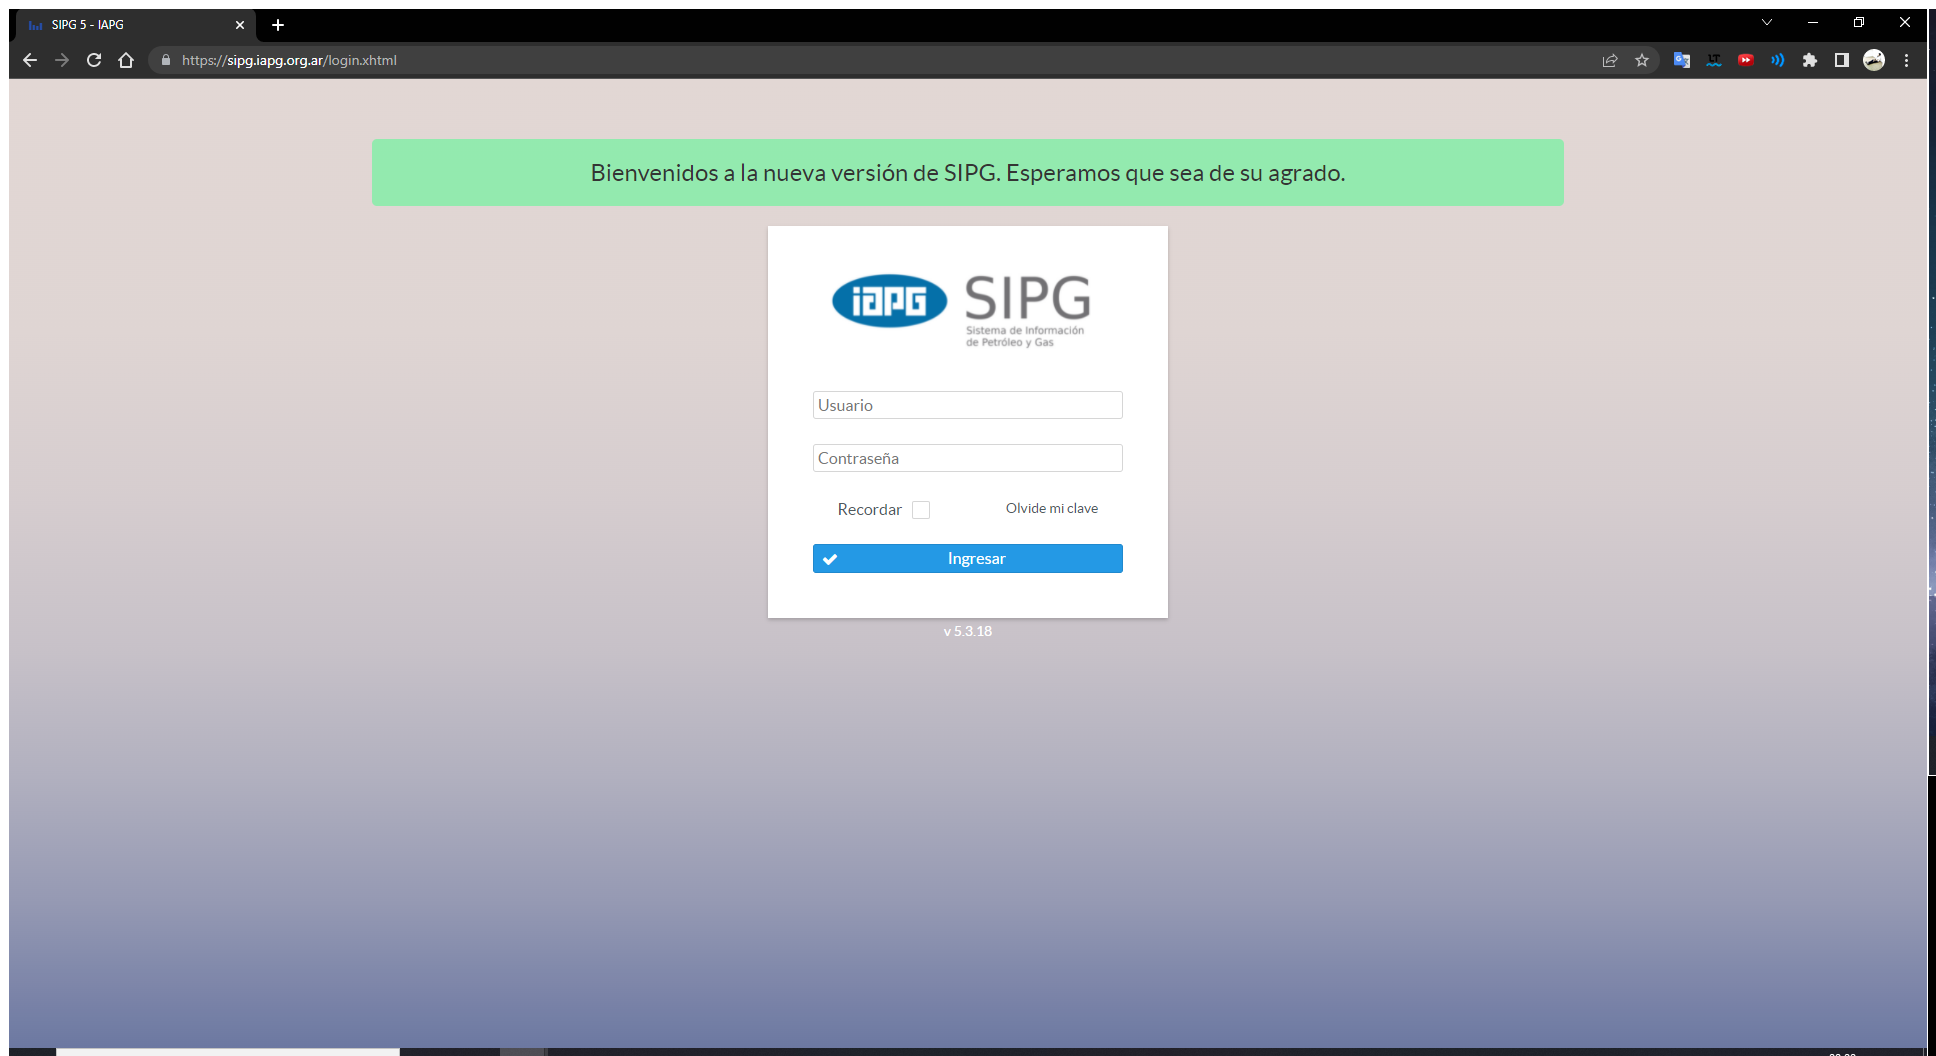 SIPG 5 - IAPG
https://sipg.iapg.org.ar/login.xhtml
Bienvenidos a la nueva versión de SIPG. Esperamos que sea de su agrado.
iapg
SIPG
Sistema de Información
de Petróleo y Gas
Usuario
Contraseña
Recordar
Olvide mi clave
Ingresar
v 5.3.18